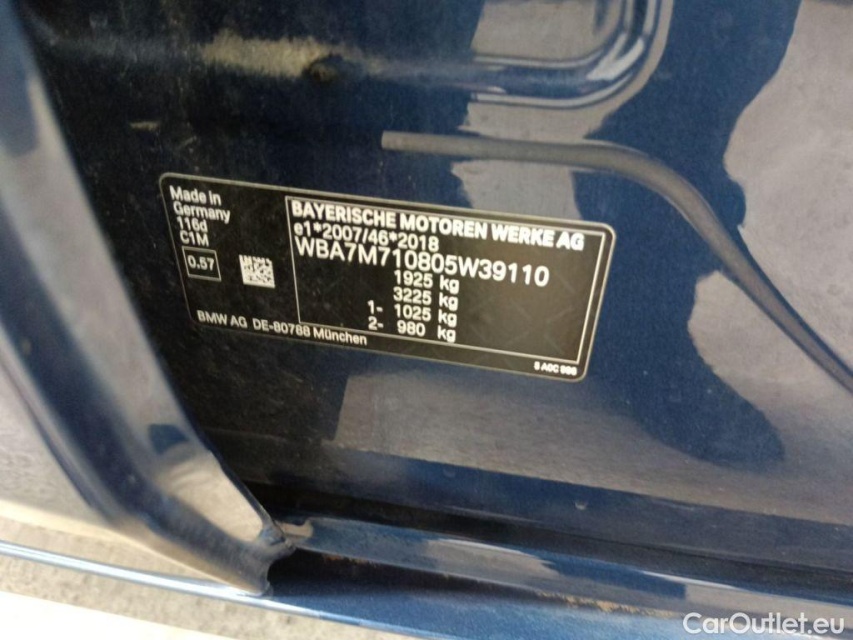 Made in
Germany
116d
C1M
0.57
BAYERISCHE MOTOREN WERKE AG
e1*2007/46*2018
WBA7M710805W39110
1925 kg
3225 kg
1- 1025 kg
2- 980 kg
BMW AG DE-80788 München
CarOutlet.eu